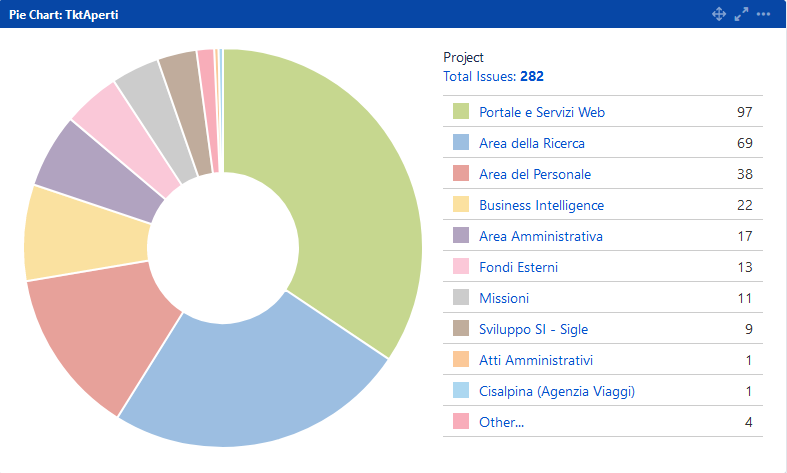 Pie Chart: TktAperti
Project
Total Issues: 282
Portale e Servizi Web 97
Area della Ricerca 69
Area del Personale 38
Business Intelligence 22
Area Amministrativa 17
Fondi Esterni 13
Missioni 11
Sviluppo SI - Sigle 9
Atti Amministrativi 1
Cisalpina (Agenzia Viaggi) 1
Other... 4